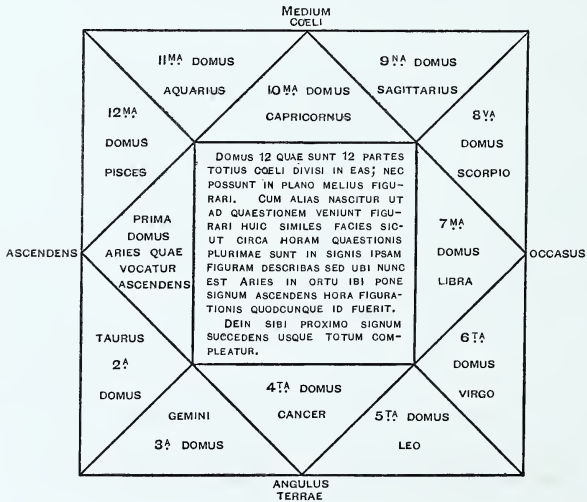 MEDIUM
CŒLI
11MA DOMUS
AQUARIUS
9NA DOMUS
SAGITTARIUS
10MA DOMUS
CAPRICORNUS
12MA
DOMUS
PISCES
8VA
DOMUS
SCORPIO
DOMUS 12 QUAE SUNT 12 PARTES
TOTIUS CŒLI DIVISI IN EAS; NEC
POSSUNT IN PLANO MELIUS FIGU-
RARI. CUM ALIAS NASCITUR UT
AD QUAESTIONEM VENIUNT FIGU-
RARI HUIC SIMILES FACIES SIC-
UT CIRCA HORAM QUAESTIONIS
PLURIMAE SUNT IN SIGNIS IPSAM
FIGURAM DESCRIBAS SED UBI NUNC
EST ARIES IN ORTU IBI PONE
SIGNUM ASCENDENS HORA FIGURA-
TIONIS QUODCUNQUE ID FUERIT.
DEIN SIBI PROXIMO SIGNUM
SUCCEDENS USQUE TOTUM COM-
PLEATUR.
ASCENDENS
PRIMA
DOMUS
ARIES QUAE
VOCATUR
ASCENDENS
7MA
DOMUS
LIBRA
OCCASUS
TAURUS
2A
DOMUS
6TA
DOMUS
VIRGO
4TA DOMUS
CANCER
GEMINI
3A DOMUS
5TA DOMUS
LEO
ANGULUS
TERRAE